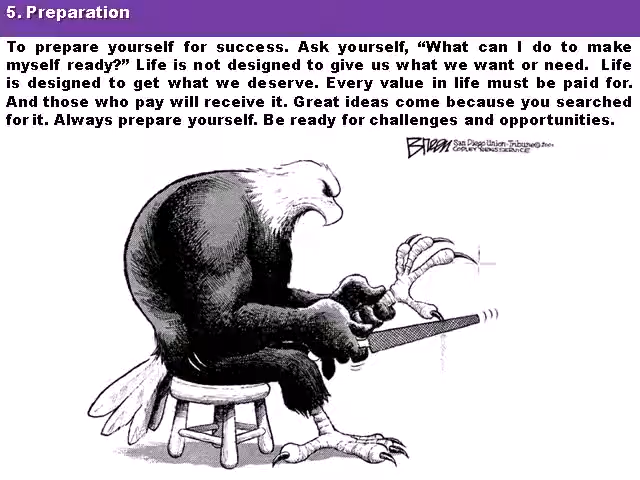 5. Preparation
To prepare yourself for success. Ask yourself, “What can I do to make
myself ready?” Life is not designed to give us what we want or need. Life
is designed to get what we deserve. Every value in life must be paid for.
And those who pay will receive it. Great ideas come because you searched
for it. Always prepare yourself. Be ready for challenges and opportunities.
BREEN San Diego Union-Tribune © 2001
COPLEY NEWS SERVICE